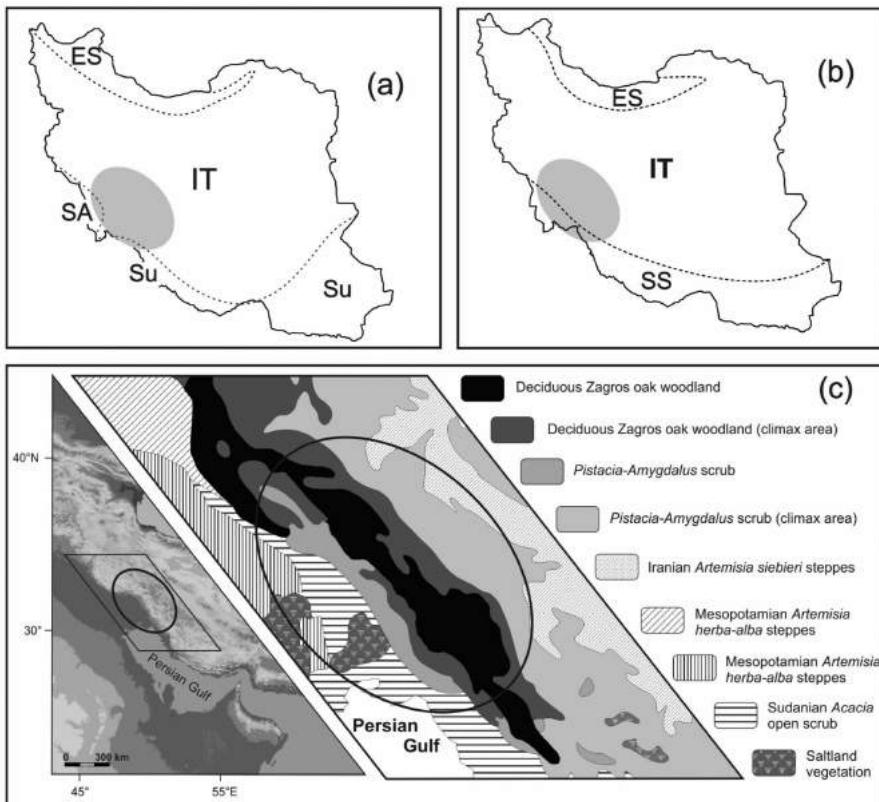 ES
(a)
IT
SA
Su
Su
ES
(b)
IT
SS
(c)
Deciduous Zagros oak woodland
Deciduous Zagros oak woodland (climax area)
Pistacia-Amygdalus scrub
Pistacia-Amygdalus scrub (climax area)
Iranian Artemisia siebieri steppes
Mesopotamian Artemisia
herba-alba steppes
Mesopotamian Artemisia
herba-alba steppes
Sudanian Acacia
open scrub
Saltland
vegetation
40°N
30°
Persian Gulf
Persian
Gulf
0 300 km
45°
55°E